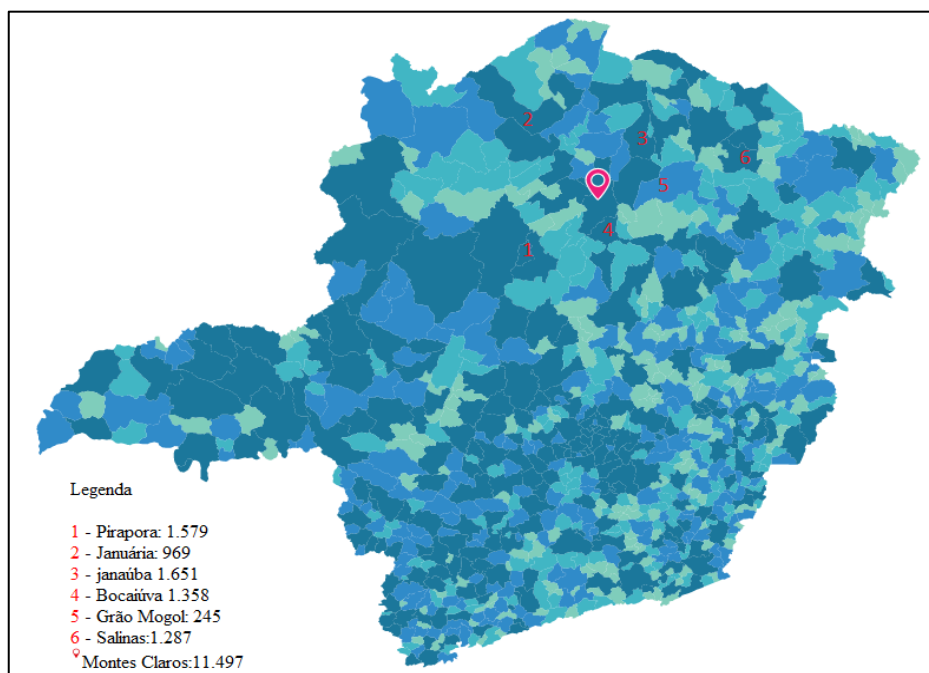 2
3
6
5
4
1
Legenda
1 - Pirapora: 1.579
2 - Januária: 969
3 - janaúba 1.651
4 - Bocaiúva 1.358
5 - Grão Mogol: 245
6 - Salinas:1.287
Montes Claros:11.497